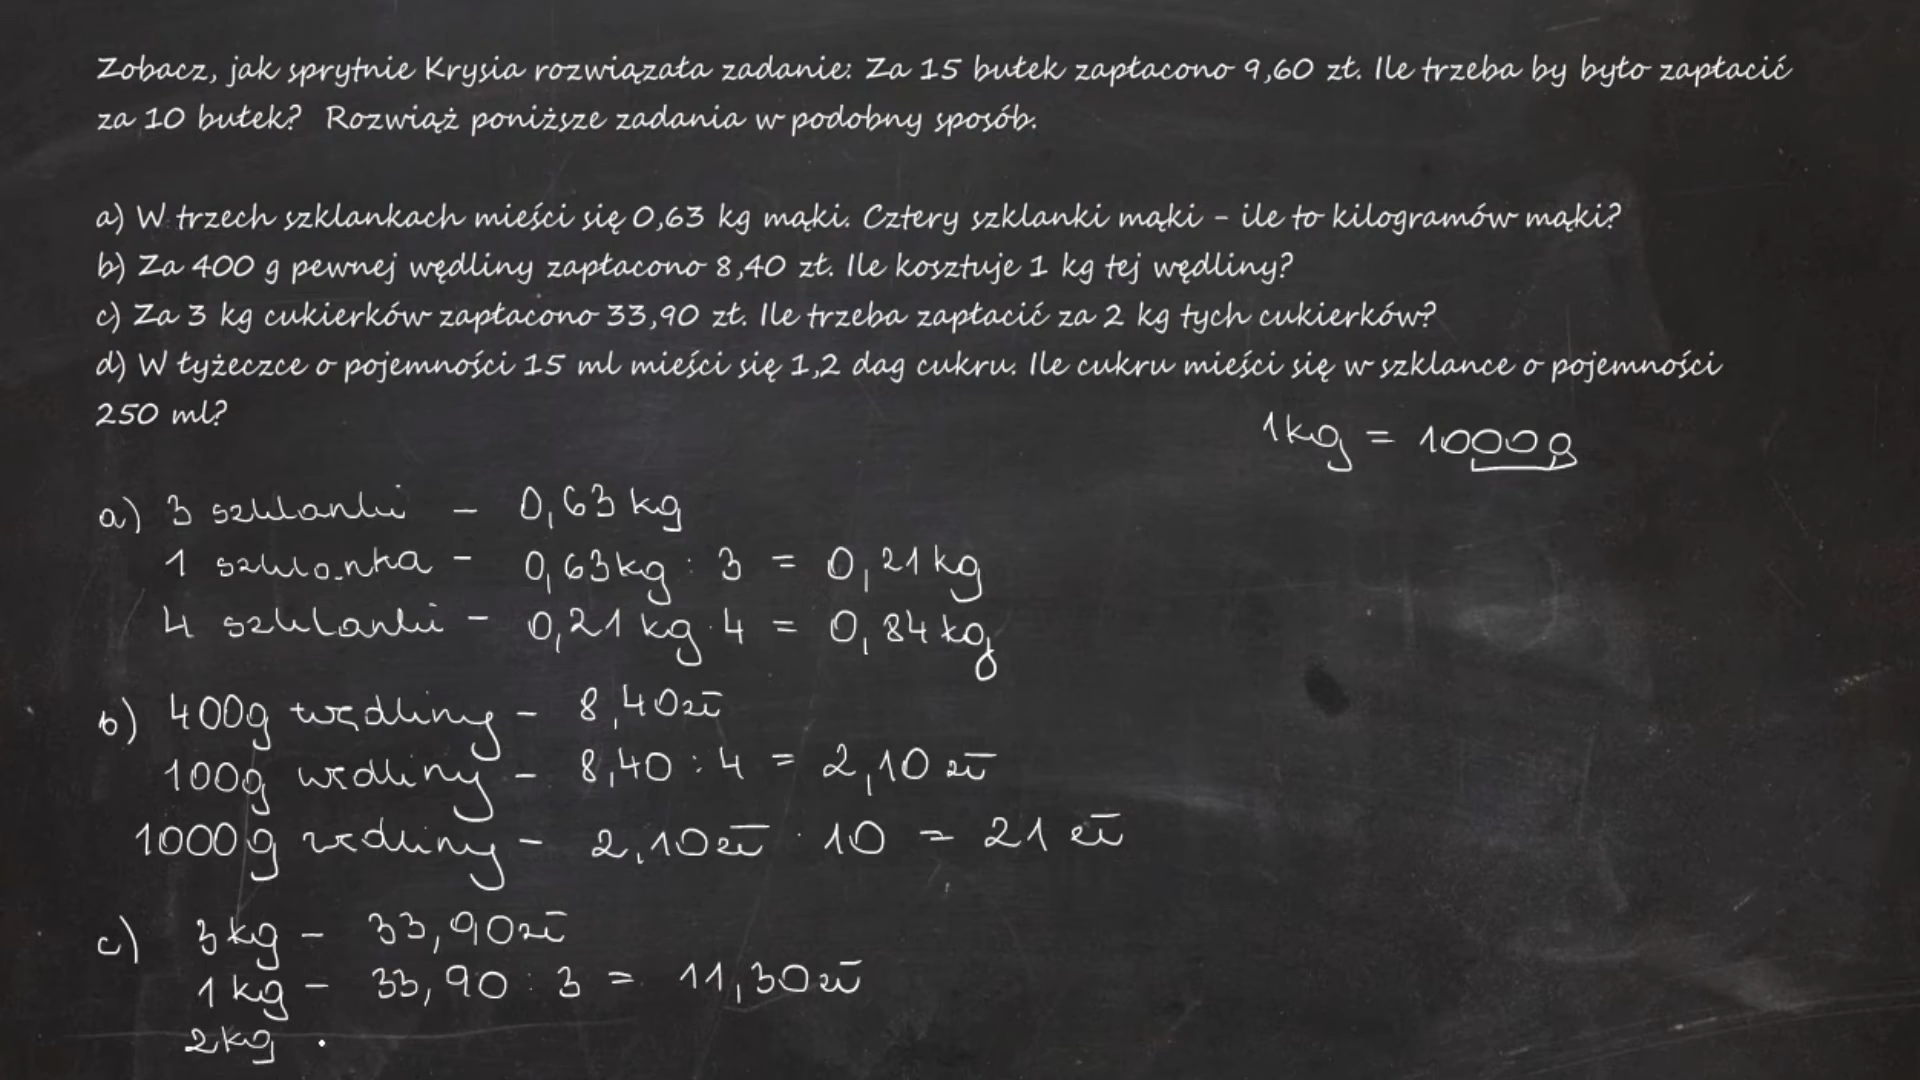 Zobacz, jak sprytnie Krysia rozwiązała zadanie: Za 15 bułek zapłacono 9,60 zł. Ile trzeba by było zapłacić
za 10 bułek? Rozwiąż poniższe zadania w podobny sposób.
a) W trzech szklankach mieści się 0,63 kg mąki. Cztery szklanki mąki - ile to kilogramów mąki?
b) Za 400 g pewnej wędliny zapłacono 8,40 zł. Ile kosztuje 1 kg tej wędliny?
c) Za 3 kg cukierków zapłacono 33,90 zł. Ile trzeba zapłacić za 2 kg tych cukierków?
d) W łyżeczce o pojemności 15 ml mieści się 1,2 dag cukru. Ile cukru mieści się w szklance o pojemności
250 ml?
1kg = 1000g
a) 3 szklanki - 0,63 kg
1 szklanka - 0,63kg : 3 = 0,21 kg
4 szklanki - 0,21 kg · 4 = 0,84 kg
b) 400g wędliny - 8,40zł
100g wędliny - 8,40 : 4 = 2,10 zł
1000g wędliny - 2,10zł · 10 = 21 zł
c) 3kg - 33,90zł
1 kg - 33,90 : 3 = 11,30zł
2kg